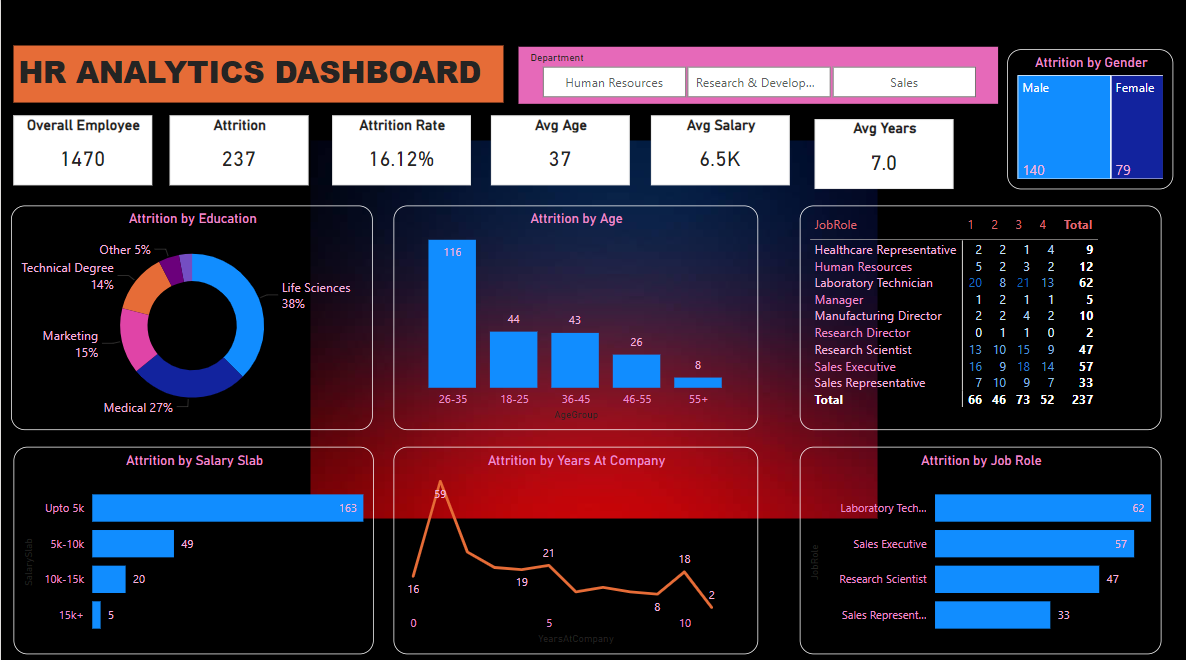 HR ANALYTICS DASHBOARD
Department
Human Resources
Research & Develop...
Sales
Attrition by Gender
Male
Female
140
79
Overall Employee
1470
Attrition
237
Attrition Rate
16.12%
Avg Age
37
Avg Salary
6.5K
Avg Years
7.0
Attrition by Education
Other 5%
Technical Degree
14%
Life Sciences
38%
Marketing
15%
Medical 27%
Attrition by Age
116
44
43
26
8
26-35 18-25 36-45 46-55 55+
AgeGroup
JobRole 1 2 3 4 Total
Healthcare Representative 2 2 1 4 9
Human Resources 5 2 3 2 12
Laboratory Technician 20 8 21 13 62
Manager 1 2 1 1 5
Manufacturing Director 2 2 4 2 10
Research Director 0 1 1 0 2
Research Scientist 13 10 15 9 47
Sales Executive 16 9 18 14 57
Sales Representative 7 10 9 7 33
Total 66 46 73 52 237
Attrition by Salary Slab
SalarySlab
Upto 5k 163
5k-10k 49
10k-15k 20
15k+ 5
Attrition by Years At Company
59
16
19
21
8
18
2
0 5 10
YearsAtCompany
Attrition by Job Role
JobRole
Laboratory Tech... 62
Sales Executive 57
Research Scientist 47
Sales Represent... 33